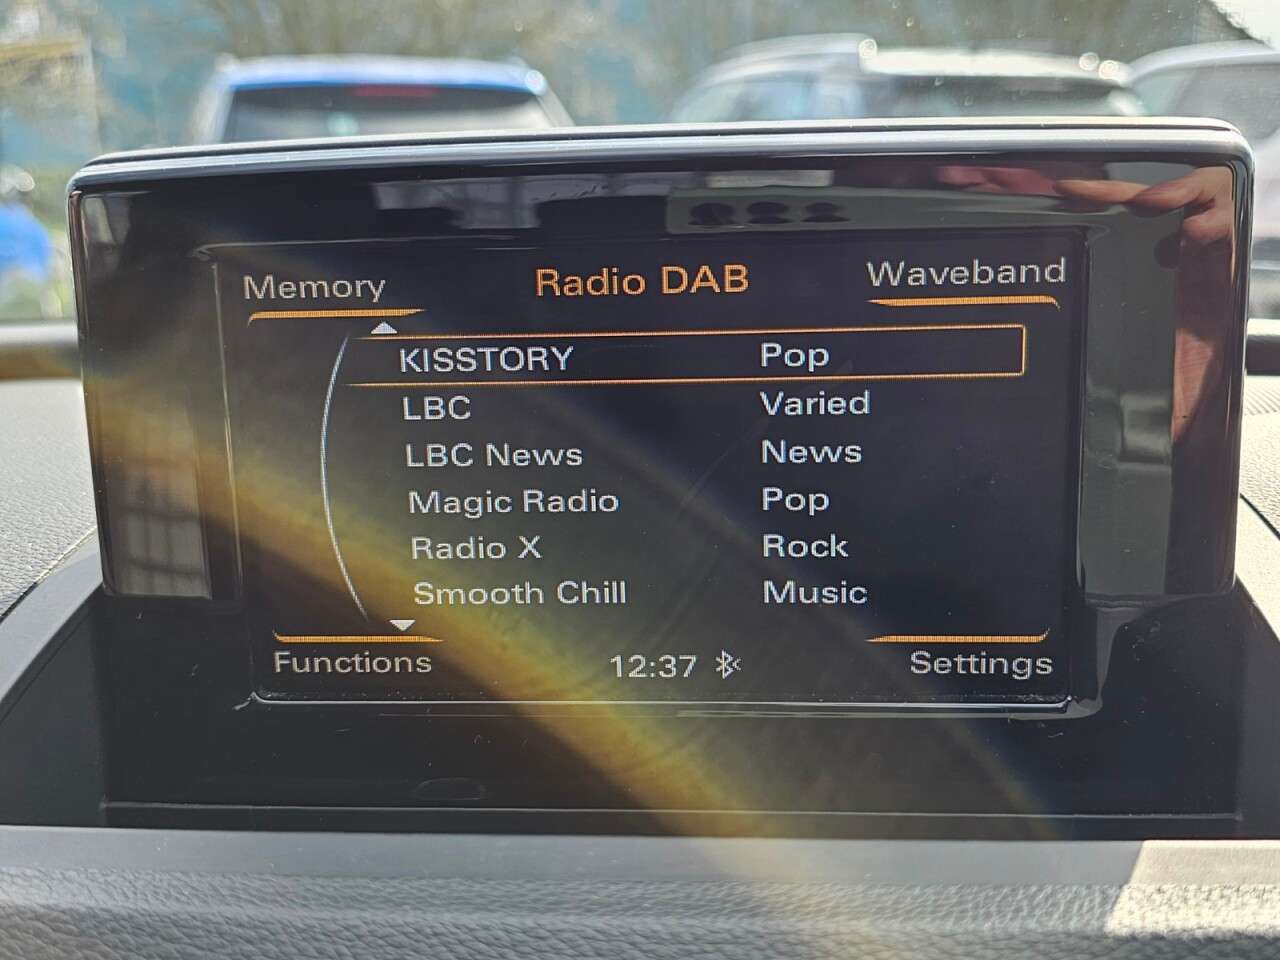 Memory Radio DAB Waveband
KISSTORY Pop
LBC Varied
LBC News News
Magic Radio Pop
Radio X Rock
Smooth Chill Music
Functions 12:37 Settings